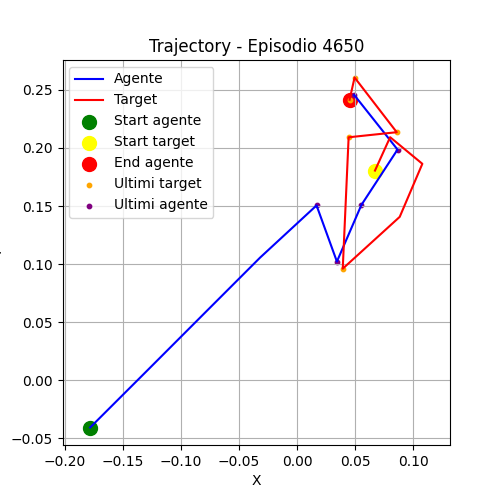 Trajectory - Episodio 4650
Agente
Target
Start agente
Start target
End agente
Ultimi target
Ultimi agente
0.25
0.20
0.15
0.10
0.05
0.00
−0.05
−0.20
−0.15
−0.10
−0.05
0.00
0.05
0.10
X